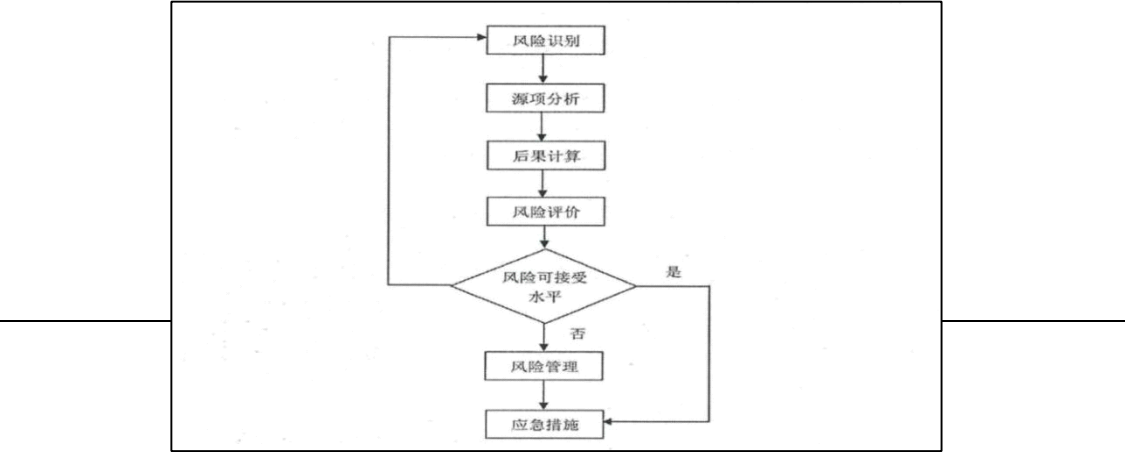 风险识别
源项分析
后果计算
风险评价
风险可接受
水平
是
否
风险管理
应急措施